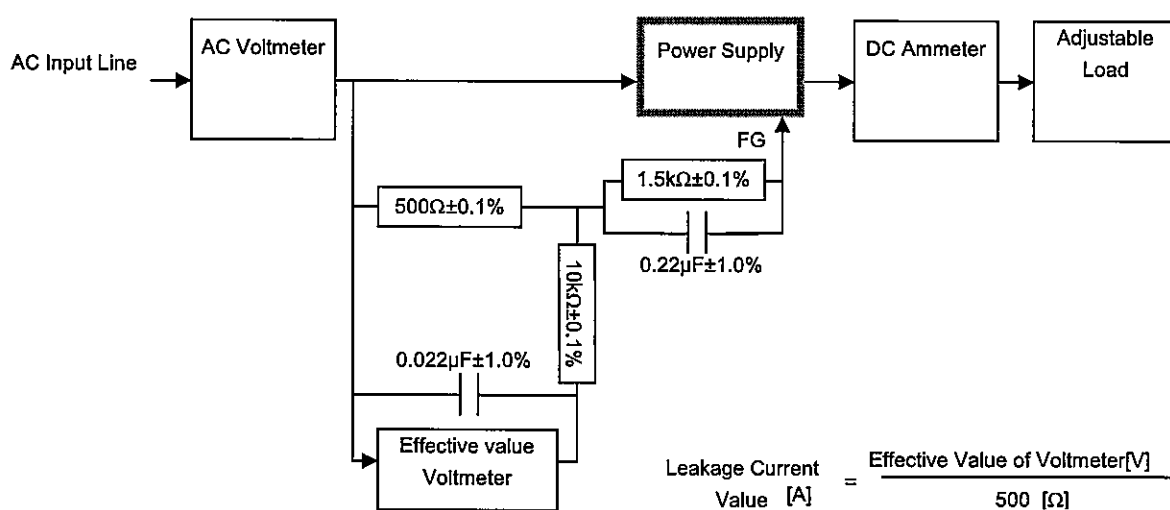 AC Input Line
AC Voltmeter
Power Supply
DC Ammeter
Adjustable
Load
FG
500Ω±0.1%
1.5kΩ±0.1%
0.22μF±1.0%
10kΩ±0.1%
0.022μF±1.0%
Effective value
Voltmeter
Leakage Current
Value [A]
=
Effective Value of Voltmeter[V]
500 [Ω]